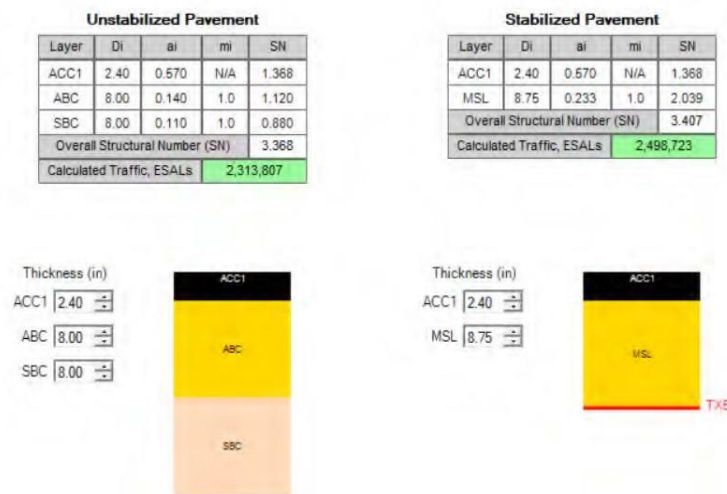 Unstabilized Pavement
Layer Di ai mi SN
ACC1 2.40 0.570 N/A 1.368
ABC 8.00 0.140 1.0 1.120
SBC 8.00 0.110 1.0 0.880
Overall Structural Number (SN) 3.368
Calculated Traffic, ESALs 2,313,807
Stabilized Pavement
Layer Di ai mi SN
ACC1 2.40 0.570 N/A 1.368
MSL 8.75 0.233 1.0 2.039
Overall Structural Number (SN) 3.407
Calculated Traffic, ESALs 2,498,723
Thickness (in)
ACC1 2.40
ABC 8.00
SBC 8.00
ACC1
ABC
SBC
Thickness (in)
ACC1 2.40
MSL 8.75
ACC1
MSL